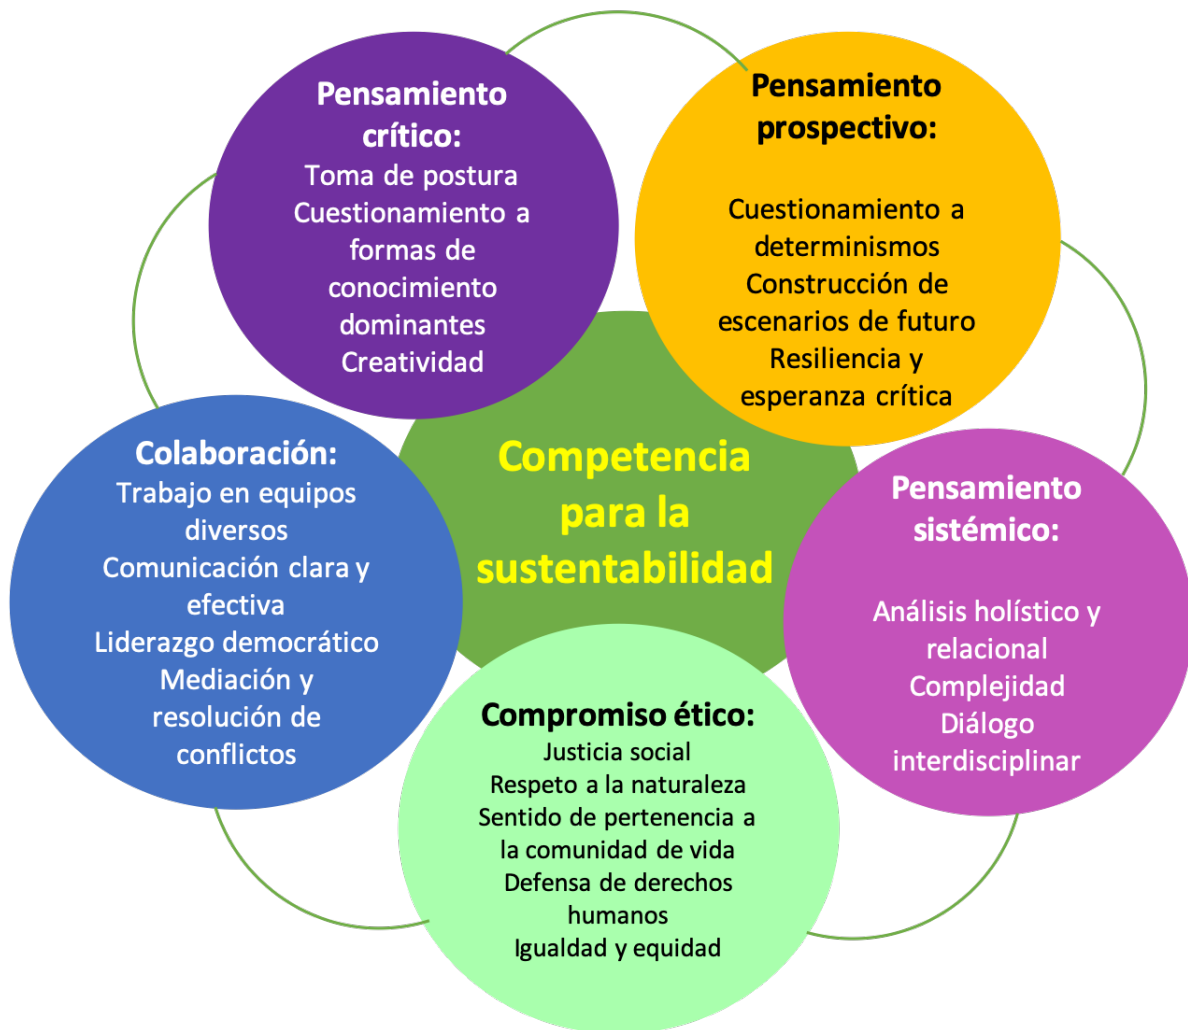 Pensamiento
crítico:
Toma de postura
Cuestionamiento a
formas de
conocimiento
dominantes
Creatividad
Pensamiento
prospectivo:
Cuestionamiento a
determinismos
Construcción de
escenarios de futuro
Resiliencia y
esperanza crítica
Colaboración:
Trabajo en equipos
diversos
Comunicación clara y
efectiva
Liderazgo democrático
Mediación y
resolución de
conflictos
Competencia
para la
sustentabilidad
Pensamiento
sistémico:
Análisis holístico y
relacional
Complejidad
Diálogo
interdisciplinar
Compromiso ético:
Justicia social
Respeto a la naturaleza
Sentido de pertenencia a
la comunidad de vida
Defensa de derechos
humanos
Igualdad y equidad